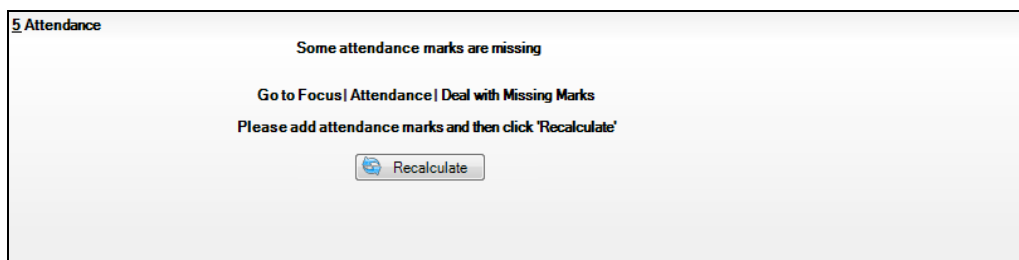 5 Attendance
Some attendance marks are missing
Go to Focus| Attendance| Deal with Missing Marks
Please add attendance marks and then click 'Recalculate'
Recalculate